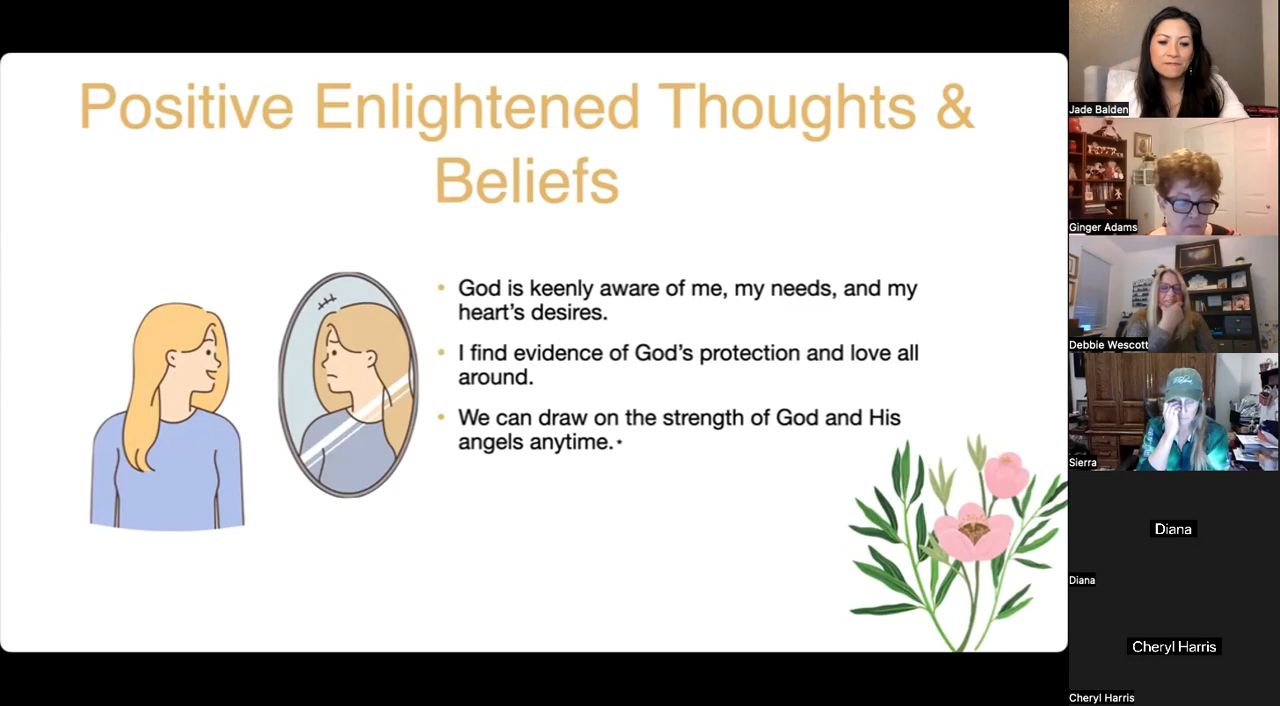 Positive Enlightened Thoughts &
Beliefs
• God is keenly aware of me, my needs, and my
heart's desires.
• I find evidence of God's protection and love all
around.
• We can draw on the strength of God and His
angels anytime.*
Jade Balden
Ginger Adams
Debbie Wescott
Sierra
Diana
Diana
Cheryl Harris
Cheryl Harris